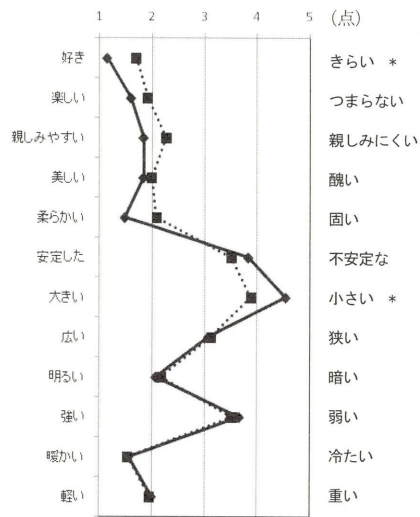 1 2 3 4 5 (点)
好き きらい *
楽しい つまらない
親しみやすい 親しみにくい
美しい 醜い
柔らかい 固い
安定した 不安定な
大きい 小さい *
広い 狭い
明るい 暗い
強い 弱い
暖かい 冷たい
軽い 重い